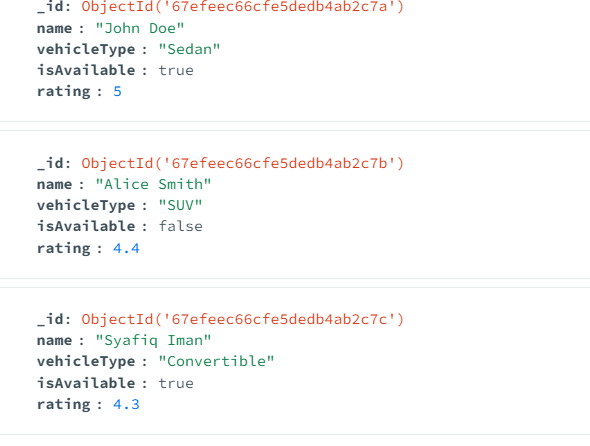 _id: ObjectId('67efeec66cfe5dedb4ab2c7a')
name : "John Doe"
vehicleType : "Sedan"
isAvailable : true
rating : 5
_id: ObjectId('67efeec66cfe5dedb4ab2c7b')
name : "Alice Smith"
vehicleType : "SUV"
isAvailable : false
rating : 4.4
_id: ObjectId('67efeec66cfe5dedb4ab2c7c')
name : "Syafiq Iman"
vehicleType : "Convertible"
isAvailable : true
rating : 4.3